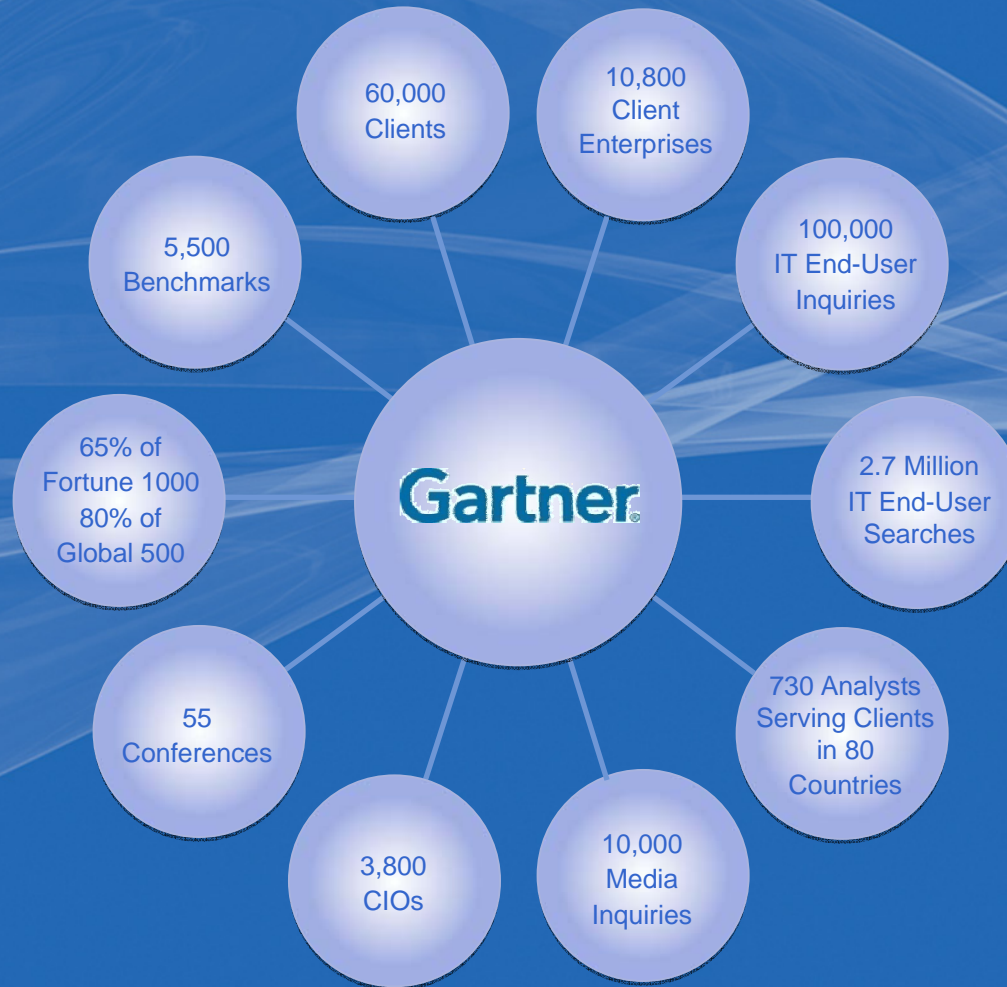 60,000
Clients
10,800
Client
Enterprises
5,500
Benchmarks
100,000
IT End-User
Inquiries
65% of
Fortune 1000
80% of
Global 500
Gartner®
2.7 Million
IT End-User
Searches
55
Conferences
730 Analysts
Serving Clients
in 80
Countries
3,800
CIOs
10,000
Media
Inquiries